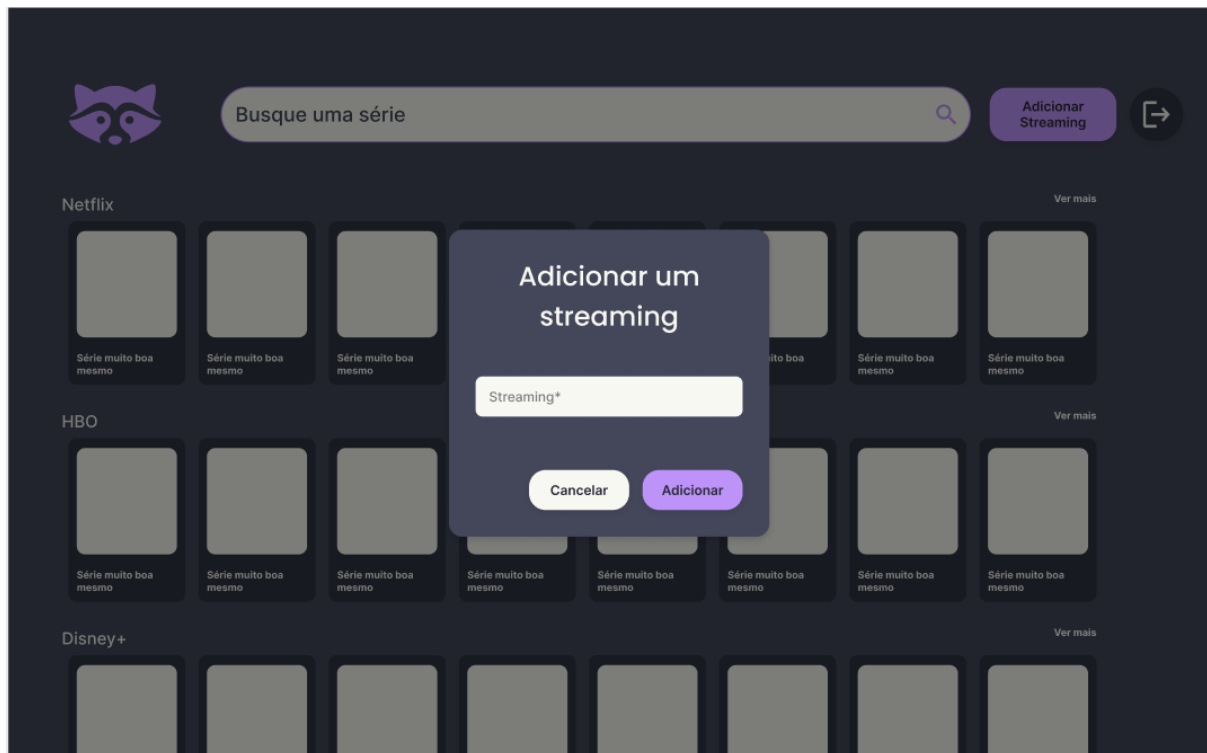 Busque uma série
Adicionar
Streaming
Netflix
Ver mais
Série muito boa
mesmo
Série muito boa
mesmo
Série muito boa
mesmo
ito boa
Série muito boa
mesmo
Série muito boa
mesmo
Adicionar um
streaming
Streaming*
Cancelar
Adicionar
HBO
Ver mais
Série muito boa
mesmo
Série muito boa
mesmo
Série muito boa
mesmo
Série muito boa
mesmo
Série muito boa
mesmo
Série muito boa
mesmo
Série muito boa
mesmo
Série muito boa
mesmo
Disney+
Ver mais